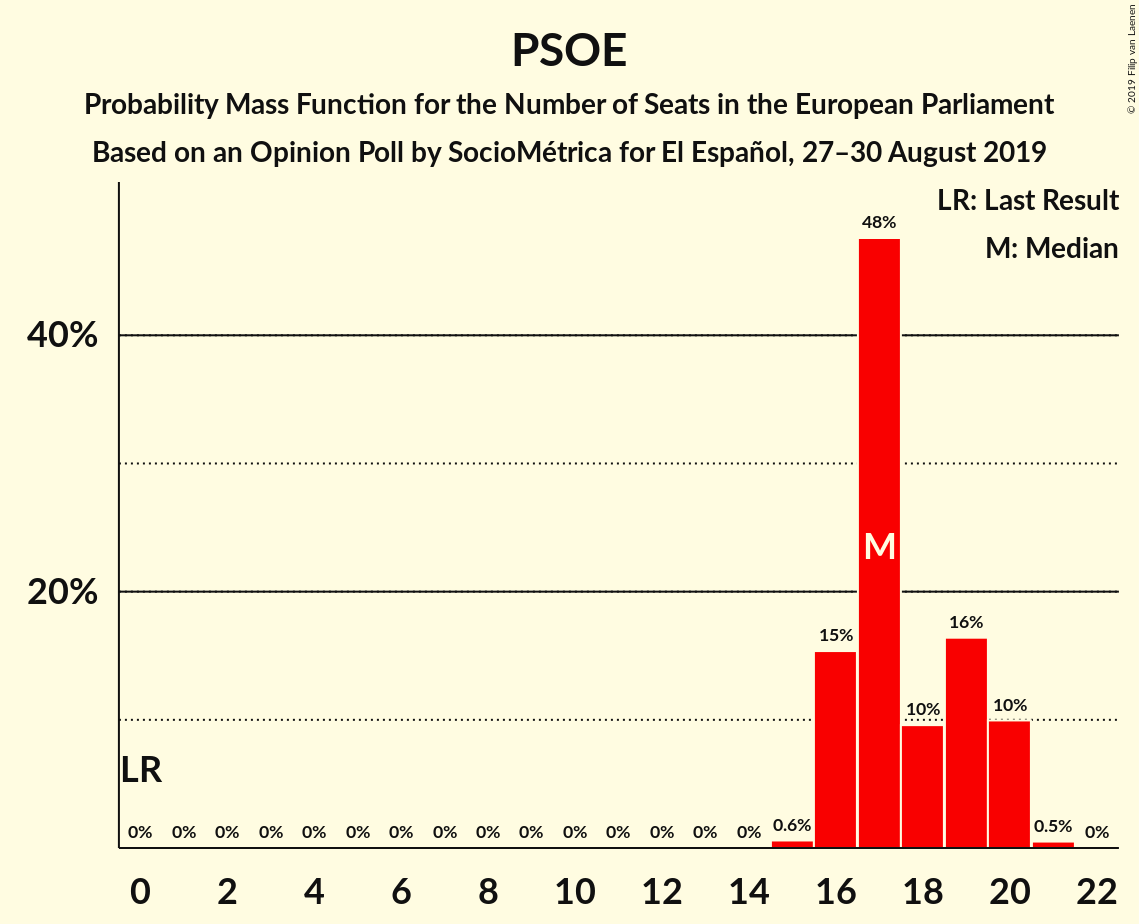 PSOE
Probability Mass Function for the Number of Seats in the European Parliament
Based on an Opinion Poll by SocioMétrica for El Español, 27–30 August 2019
© 2019 Filip van Laenen
LR: Last Result
M: Median
48%
40%
M
20%
16%
15%
10%
10%
LR
0% 0% 0% 0% 0% 0% 0% 0% 0% 0% 0% 0% 0% 0% 0% 0.6% 0.5% 0%
0 2 4 6 8 10 12 14 16 18 20 22